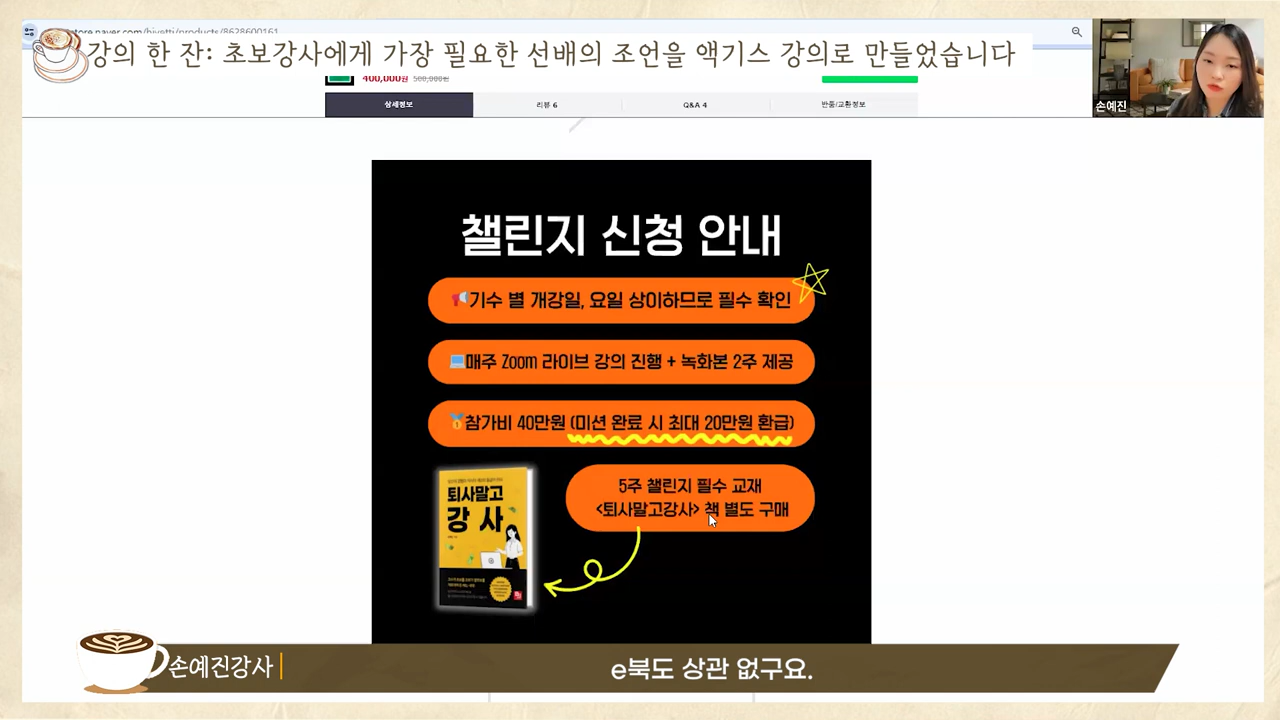 store.naver.com/hivetti/products/8628600161
강의 한 잔: 초보강사에게 가장 필요한 선배의 조언을 액기스 강의로 만들었습니다
400,000원 500,000원
상세정보 리뷰 6 Q&A 4 반품/교환정보
손예진
챌린지 신청 안내
기수 별 개강일, 요일 상이하므로 필수 확인
매주 Zoom 라이브 강의 진행 + 녹화본 2주 제공
참가비 40만원 (미션 완료 시 최대 20만원 환급)
퇴사말고
강사
5주 챌린지 필수 교재
<퇴사말고강사> 책 별도 구매
손예진강사
e북도 상관 없구요.